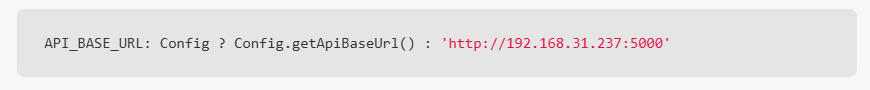 API_BASE_URL: Config ? Config.getApiBaseUrl() : 'http://192.168.31.237:5000'